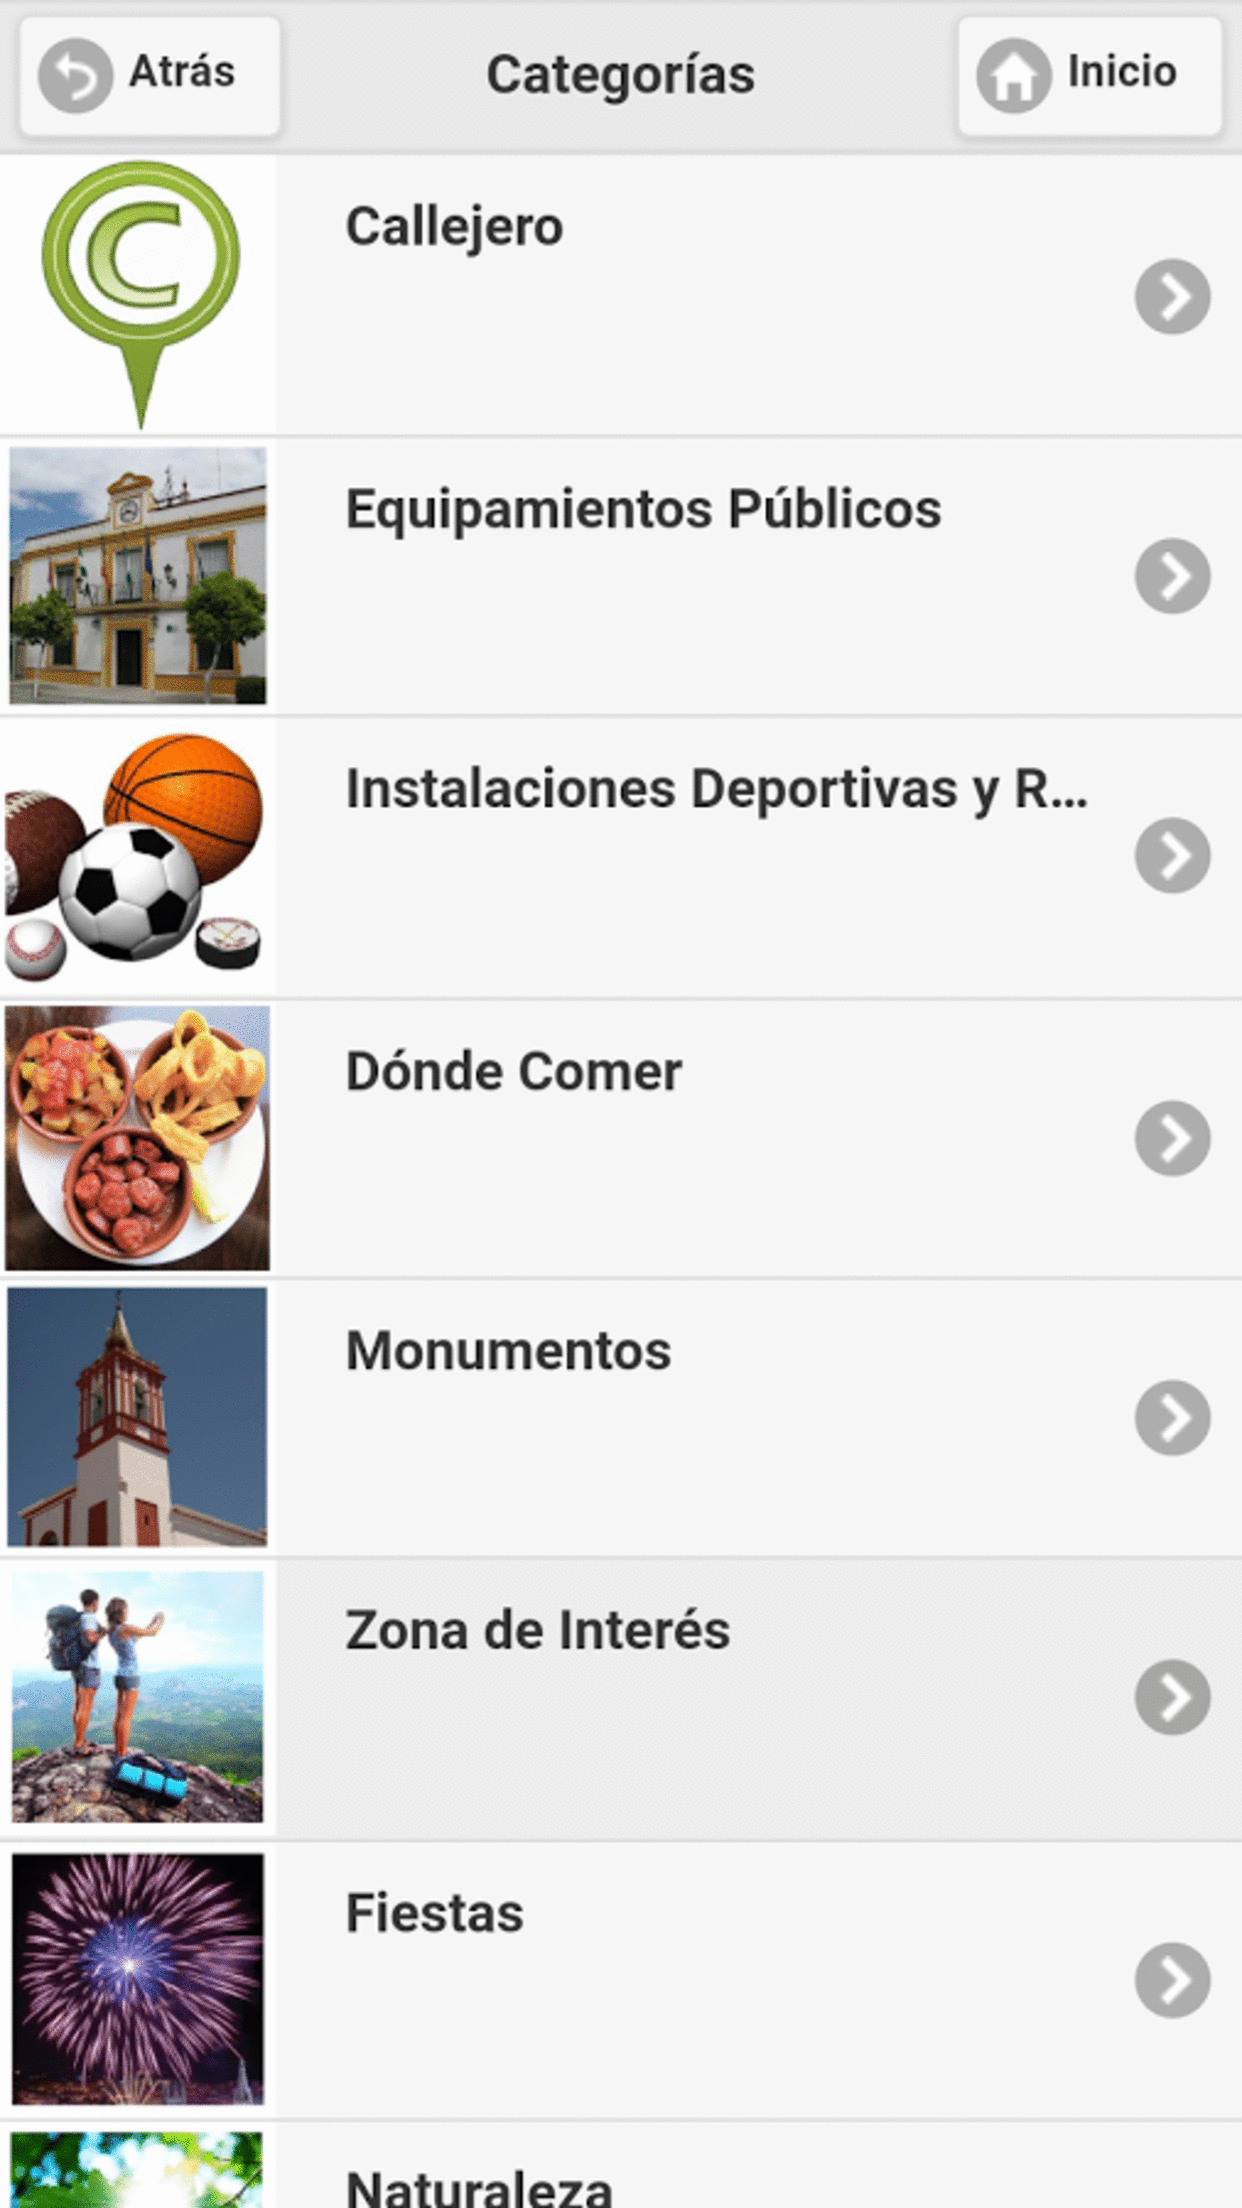 Atrás
Categorías
Inicio
C
Callejero
Equipamientos Públicos
Instalaciones Deportivas y R...
Dónde Comer
Monumentos
Zona de Interés
Fiestas
Naturaleza